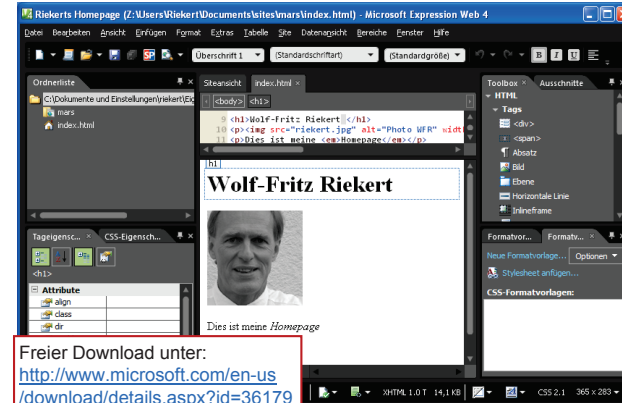 Riekerts Homepage (Z:\Users\Riekert\Documents\sites\mars\index.html) - Microsoft Expression Web 4
Datei Bearbeiten Ansicht Einfügen Format Extras Tabelle Site Datenansicht Bereiche Fenster Hilfe
Überschrift 1 (Standardschriftart) (Standardgröße) B I U
Ordnerliste
C:\Dokumente und Einstellungen\riekert\Eig
mars
index.html
Siteansicht index.html ×
<body> <h1>
9 <h1>Wolf-Fritz Riekert</h1>
10 <p><img src="riekert.jpg" alt="Photo WFR" widt
11 <p>Dies ist meine <em>Homepage</em></p>
h1
Wolf-Fritz Riekert
Dies ist meine Homepage
Toolbox × Ausschnitte
HTML
Tags
<div>
<span>
Absatz
Bild
Ebene
Horizontale Linie
Inlineframe
Tageigensc... × CSS-Eigensch...
<h1>
Attribute
align
class
dir
Formatvor... Formatv... ×
Neue Formatvorlage... Optionen
Stylesheet anfügen...
CSS-Formatvorlagen:
Freier Download unter:
http://www.microsoft.com/en-us
/download/details.aspx?id=36179
XHTML 1.0 T 14,1 KB CSS 2.1 365 x 283